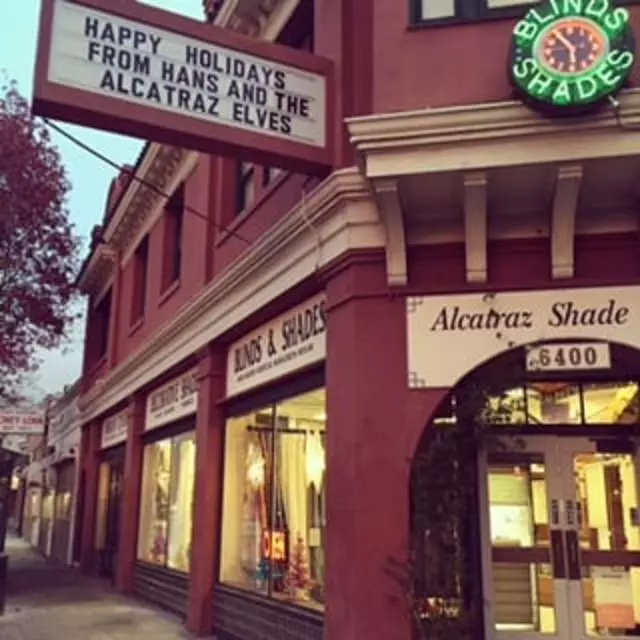 HAPPY HOLIDAYS
FROM HANS AND THE
ALCATRAZ ELVES
BLINDS
SHADES
Alcatraz Shade
6400
BLINDS & SHADES